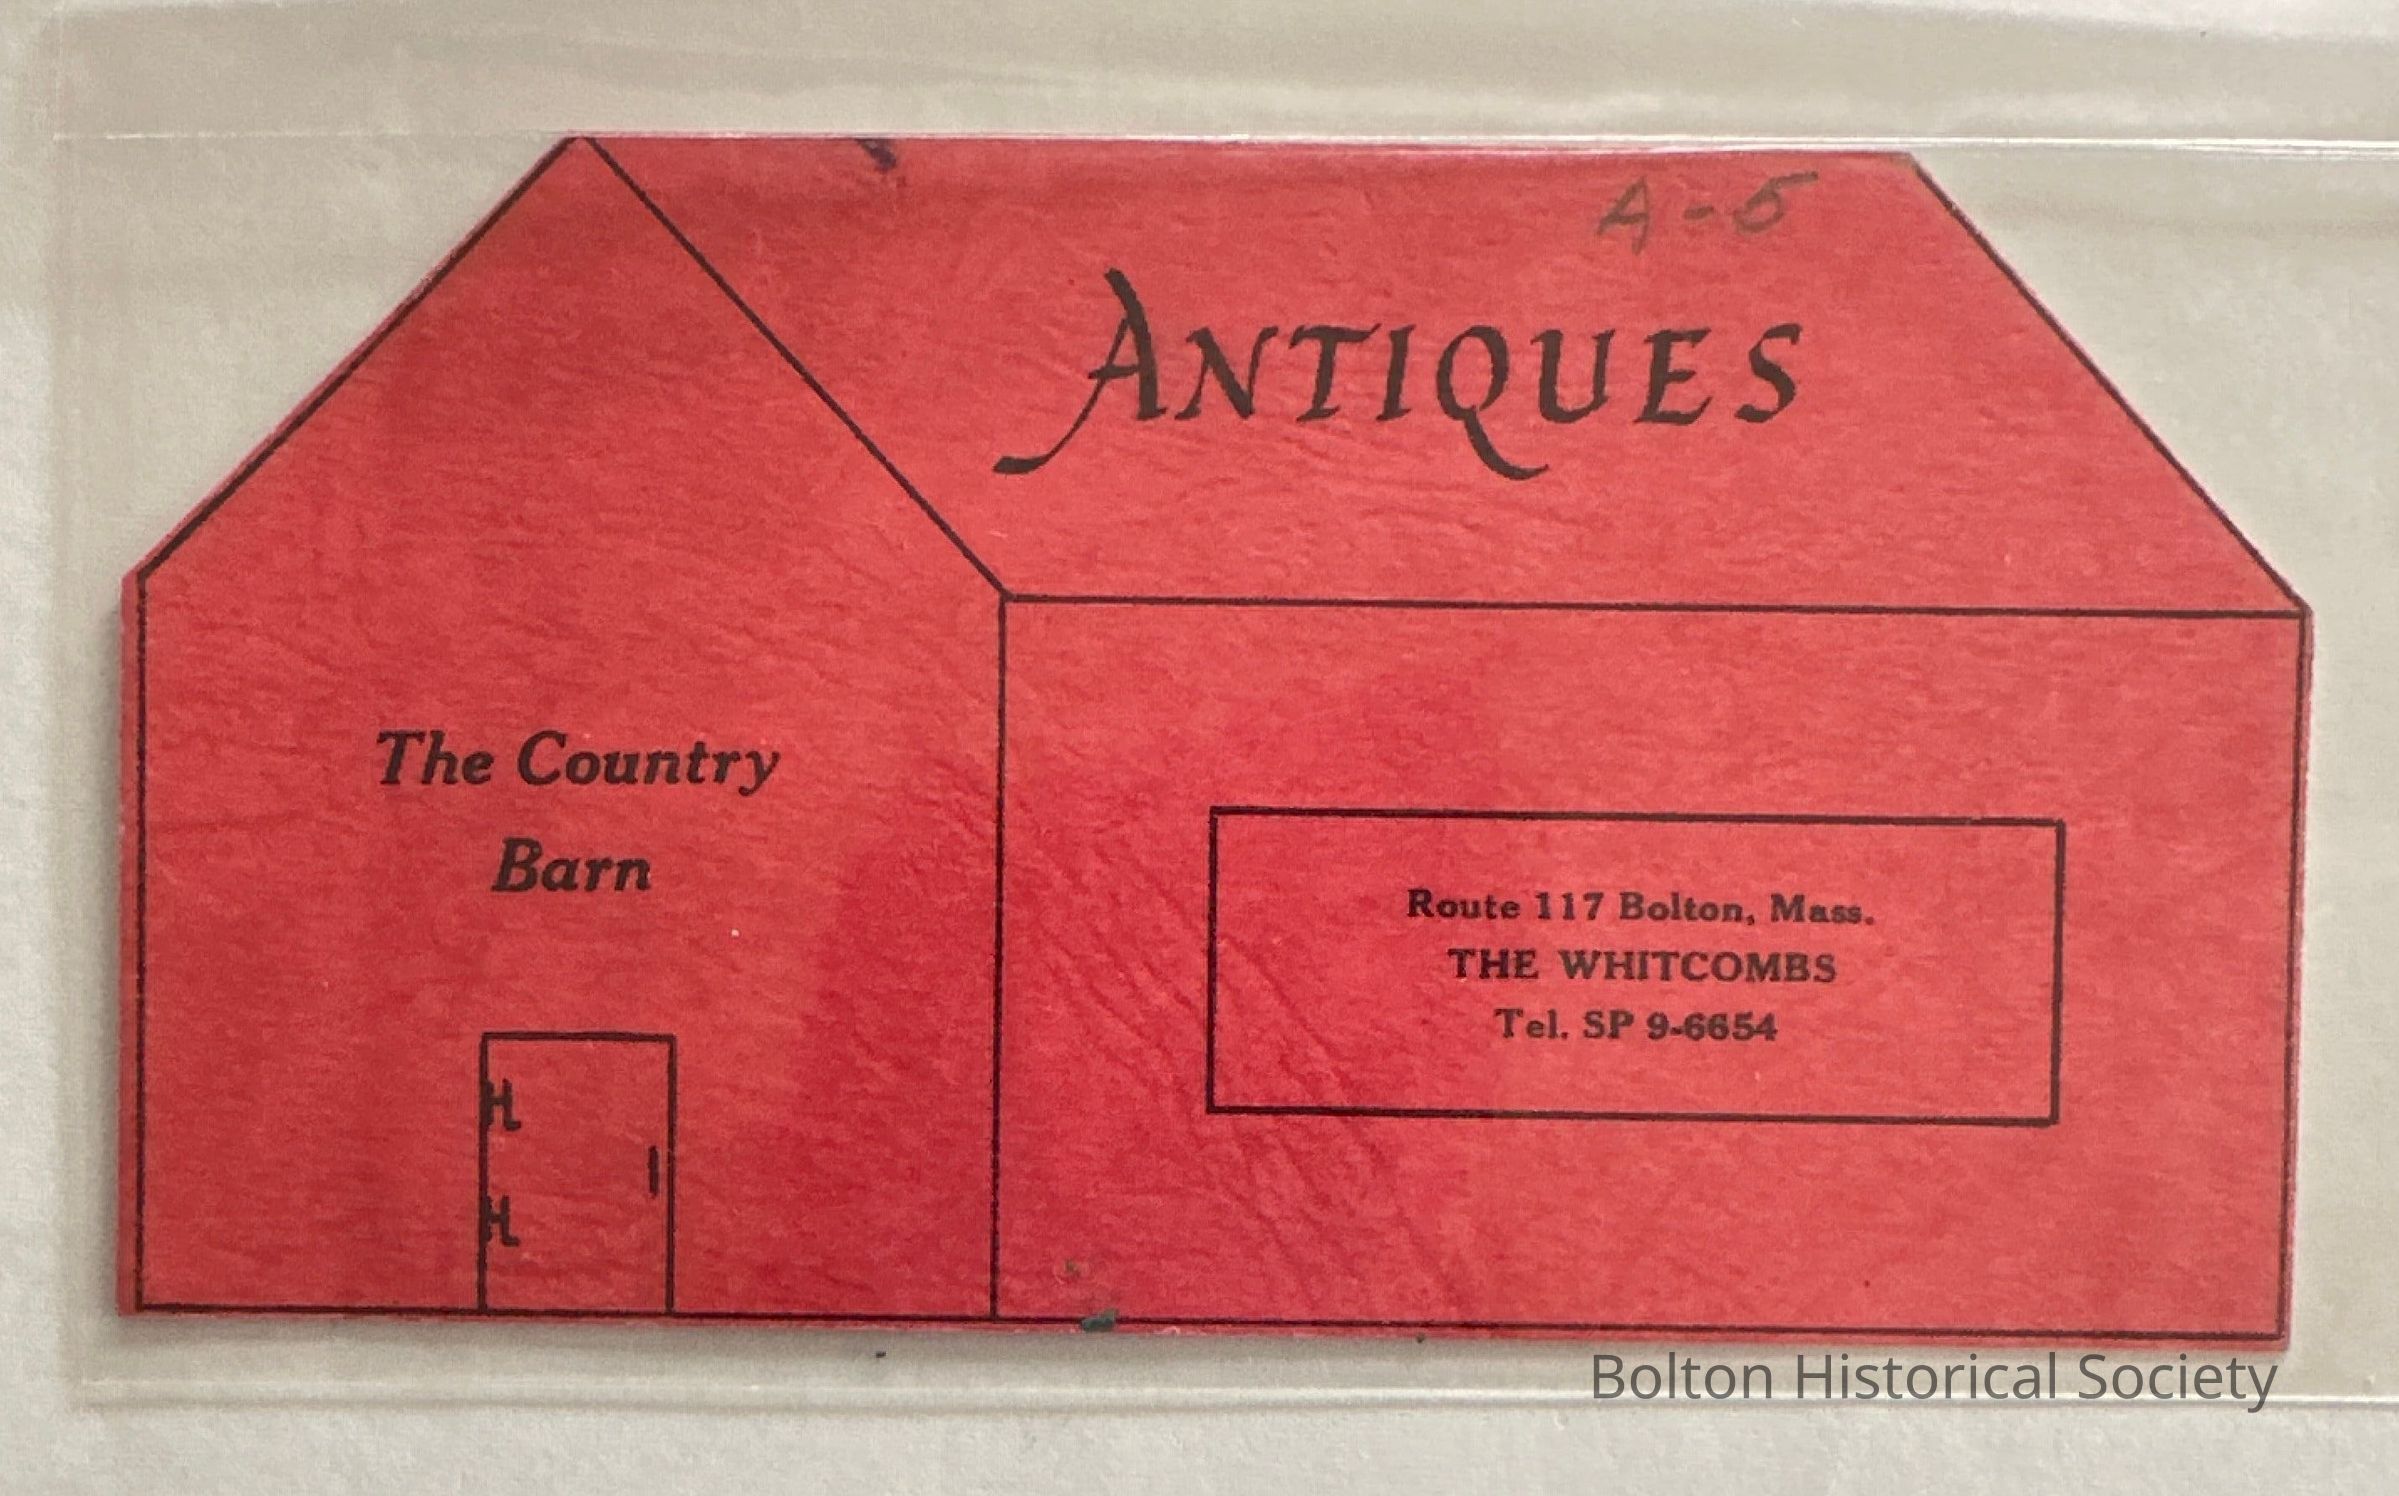 A-5
ANTIQUES
The Country
Barn
Route 117 Bolton, Mass.
THE WHITCOMBS
Tel. SP 9-6654
Bolton Historical Society